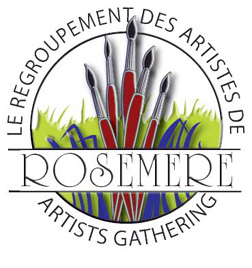 LE REGROUPEMENT DES ARTISTES DE
ROSEMERE
ARTISTS GATHERING